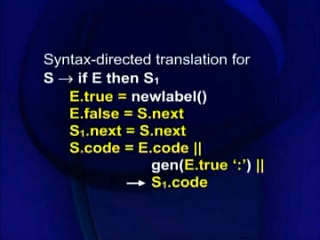 Syntax-directed translation for
S → if E then S₁
E.true = newlabel()
E.false = S.next
S₁.next = S.next
S.code = E.code ||
gen(E.true ‘:’) ||
→ S₁.code